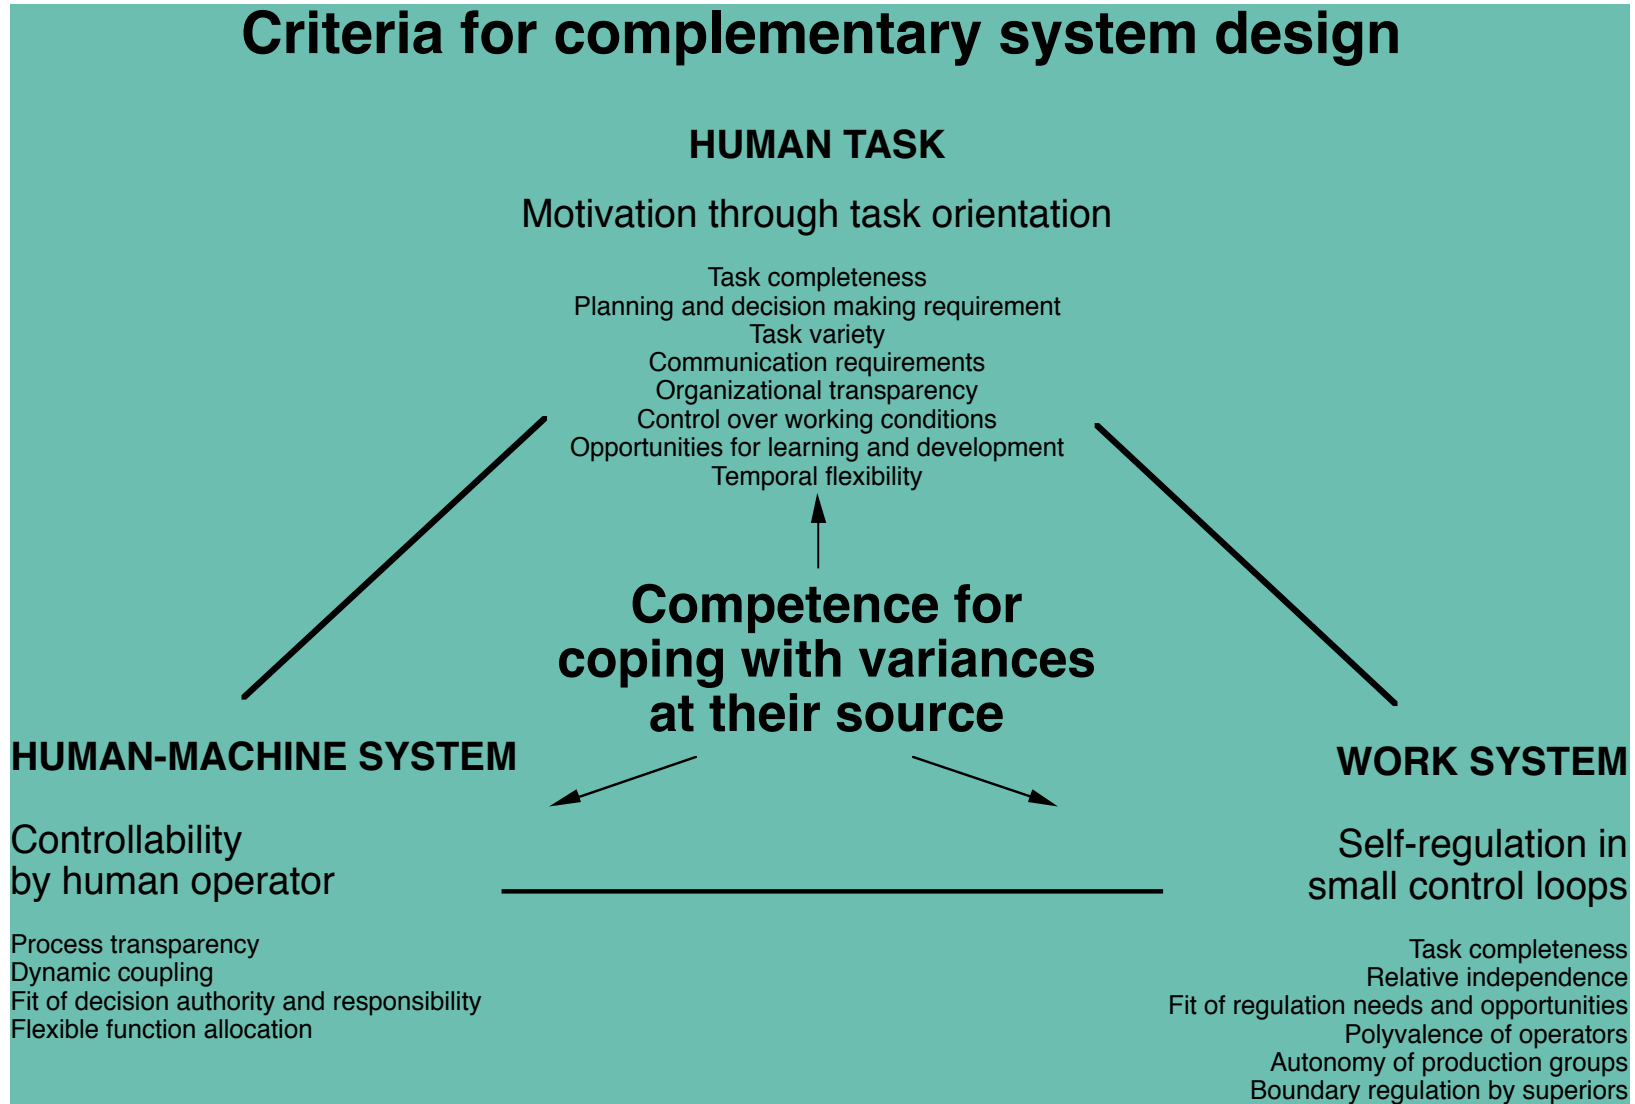 Criteria for complementary system design
HUMAN TASK
Motivation through task orientation
Task completeness
Planning and decision making requirement
Task variety
Communication requirements
Organizational transparency
Control over working conditions
Opportunities for learning and development
Temporal flexibility
Competence for
coping with variances
at their source
HUMAN-MACHINE SYSTEM
Controllability
by human operator
Process transparency
Dynamic coupling
Fit of decision authority and responsibility
Flexible function allocation
WORK SYSTEM
Self-regulation in
small control loops
Task completeness
Relative independence
Fit of regulation needs and opportunities
Polyvalence of operators
Autonomy of production groups
Boundary regulation by superiors